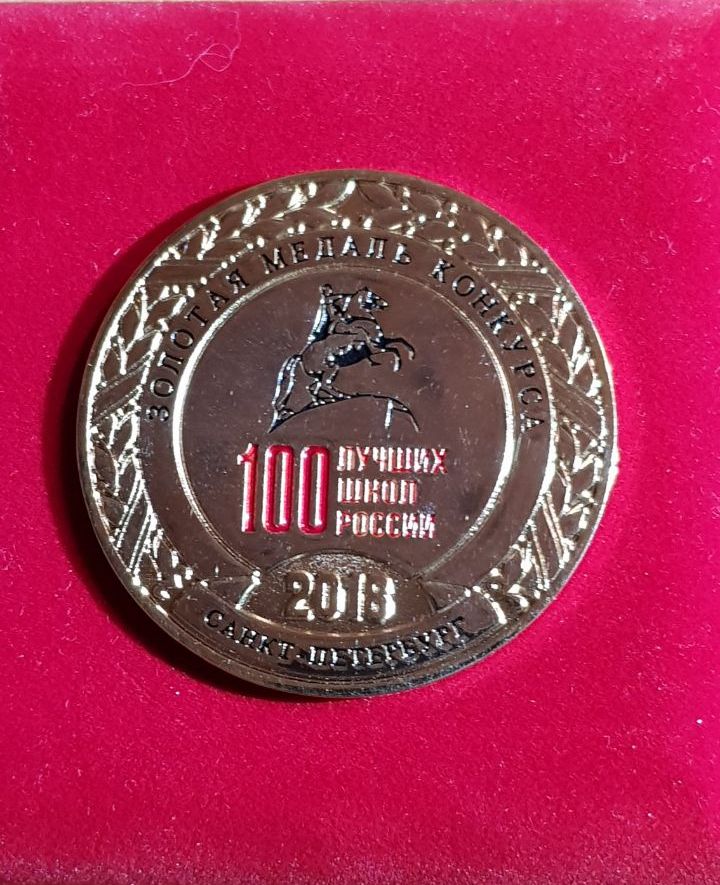 ЗОЛОТАЯ МЕДАЛЬ КОНКУРСА
100 ЛУЧШИХ
ШКОЛ
РОССИИ
2018
САНКТ-ПЕТЕРБУРГ